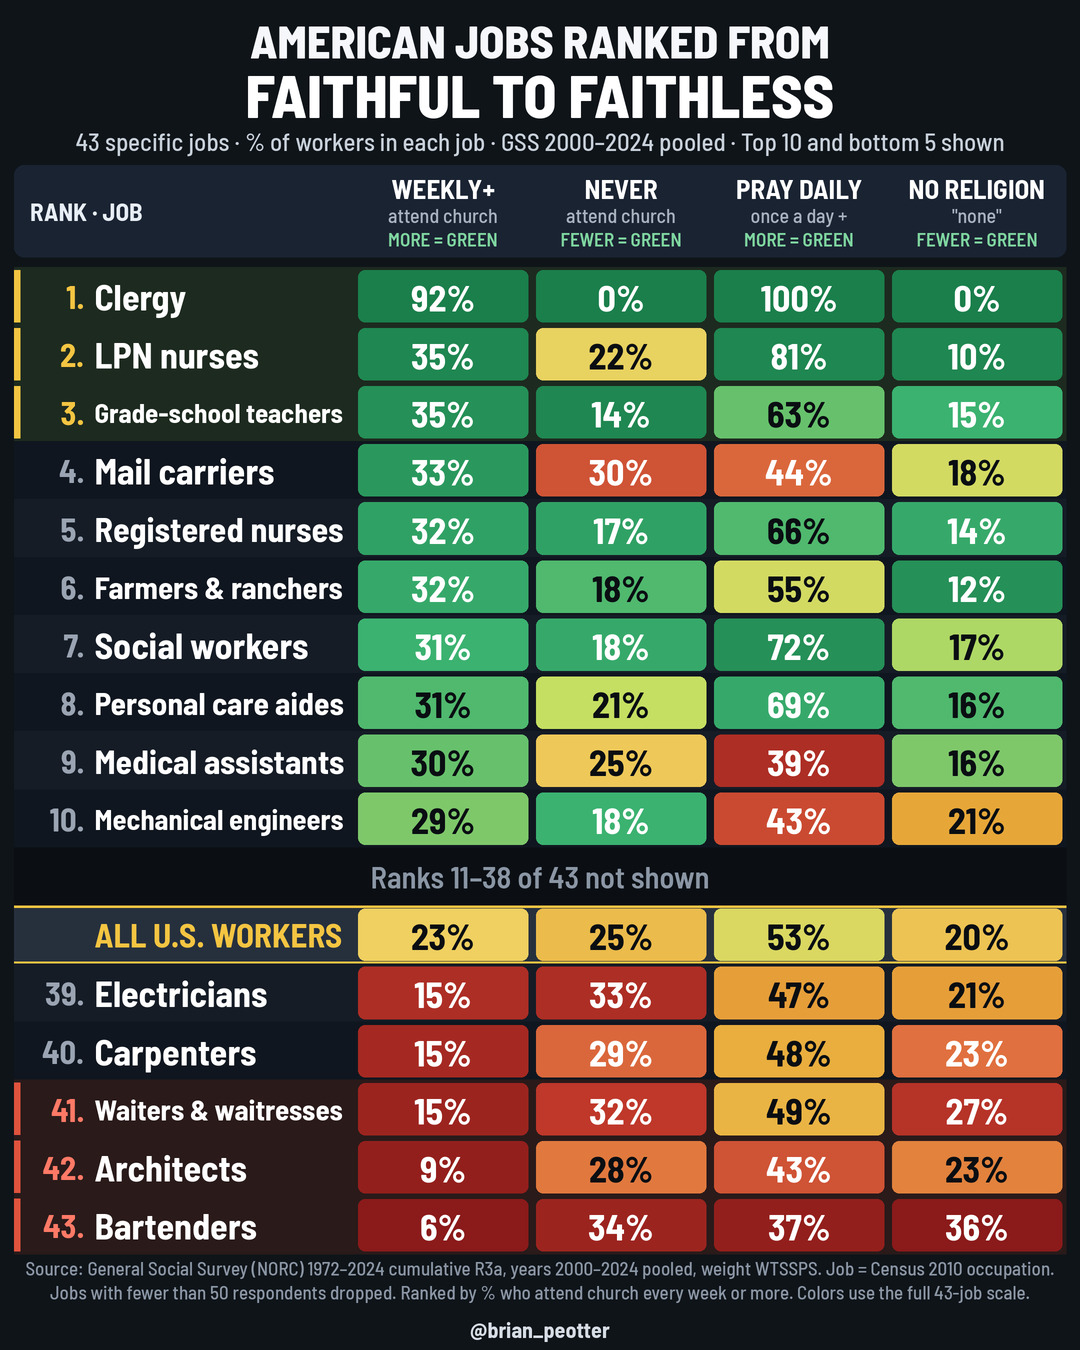 AMERICAN JOBS RANKED FROM
FAITHFUL TO FAITHLESS
43 specific jobs · % of workers in each job · GSS 2000–2024 pooled · Top 10 and bottom 5 shown
RANK · JOB
WEEKLY+
attend church
MORE = GREEN
NEVER
attend church
FEWER = GREEN
PRAY DAILY
once a day +
MORE = GREEN
NO RELIGION
"none"
FEWER = GREEN
1. Clergy 92% 0% 100% 0%
2. LPN nurses 35% 22% 81% 10%
3. Grade-school teachers 35% 14% 63% 15%
4. Mail carriers 33% 30% 44% 18%
5. Registered nurses 32% 17% 66% 14%
6. Farmers & ranchers 32% 18% 55% 12%
7. Social workers 31% 18% 72% 17%
8. Personal care aides 31% 21% 69% 16%
9. Medical assistants 30% 25% 39% 16%
10. Mechanical engineers 29% 18% 43% 21%
Ranks 11–38 of 43 not shown
ALL U.S. WORKERS 23% 25% 53% 20%
39. Electricians 15% 33% 47% 21%
40. Carpenters 15% 29% 48% 23%
41. Waiters & waitresses 15% 32% 49% 27%
42. Architects 9% 28% 43% 23%
43. Bartenders 6% 34% 37% 36%
Source: General Social Survey (NORC) 1972–2024 cumulative R3a, years 2000–2024 pooled, weight WTSSPS. Job = Census 2010 occupation.
Jobs with fewer than 50 respondents dropped. Ranked by % who attend church every week or more. Colors use the full 43-job scale.
@brian_peotter